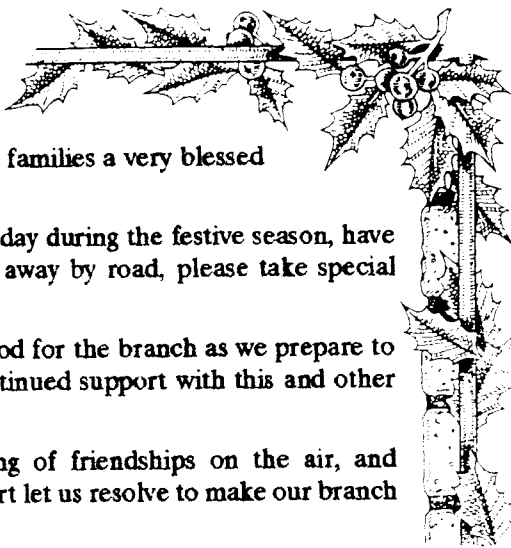 families a very blessed
day during the festive season, have
away by road, please take special
od for the branch as we prepare to
tinued support with this and other
ng of friendships on the air, and
rt let us resolve to make our branch